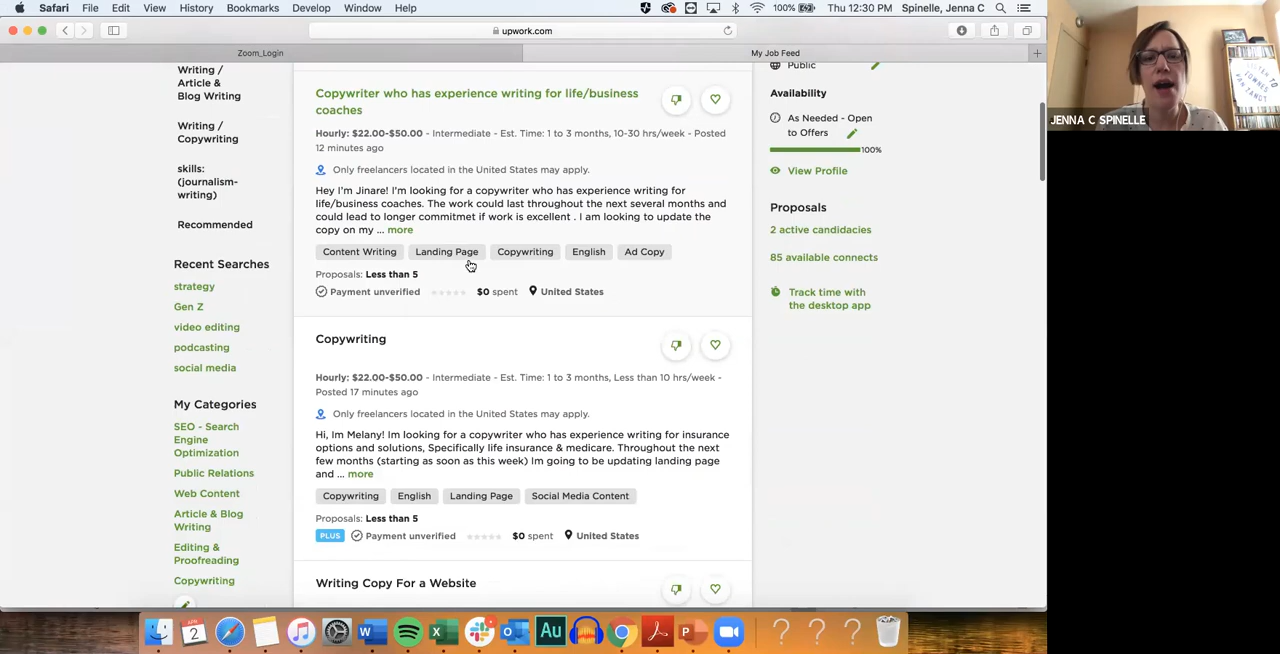 Safari File Edit View History Bookmarks Develop Window Help 100% Thu 12:30 PM Spinelle, Jenna C
upwork.com
Zoom_Login My Job Feed
Writing /
Article &
Blog Writing
Writing /
Copywriting
skills:
(journalism-
writing)
Recommended
Recent Searches
strategy
Gen Z
video editing
podcasting
social media
My Categories
SEO - Search
Engine
Optimization
Public Relations
Web Content
Article & Blog
Writing
Editing &
Proofreading
Copywriting
Copywriter who has experience writing for life/business
coaches
Hourly: $22.00-$50.00 - Intermediate - Est. Time: 1 to 3 months, 10-30 hrs/week - Posted
12 minutes ago
Only freelancers located in the United States may apply.
Hey I'm Jinare! I'm looking for a copywriter who has experience writing for
life/business coaches. The work could last throughout the next several months and
could lead to longer commitmet if work is excellent . I am looking to update the
copy on my ... more
Content Writing Landing Page Copywriting English Ad Copy
Proposals: Less than 5
Payment unverified $0 spent United States
Copywriting
Hourly: $22.00-$50.00 - Intermediate - Est. Time: 1 to 3 months, Less than 10 hrs/week -
Posted 17 minutes ago
Only freelancers located in the United States may apply.
Hi, Im Melany! Im looking for a copywriter who has experience writing for insurance
options and solutions, Specifically life insurance & medicare. Throughout the next
few months (starting as soon as this week) Im going to be updating landing page
and ... more
Copywriting English Landing Page Social Media Content
Proposals: Less than 5
PLUS Payment unverified $0 spent United States
Writing Copy For a Website
Public
Availability
As Needed - Open
to Offers
100%
View Profile
Proposals
2 active candidacies
85 available connects
Track time with
the desktop app
JENNA C SPINELLE
LISTEN TO
TOWNES
VAN ZANDT
APR
2
W
X
Au
P